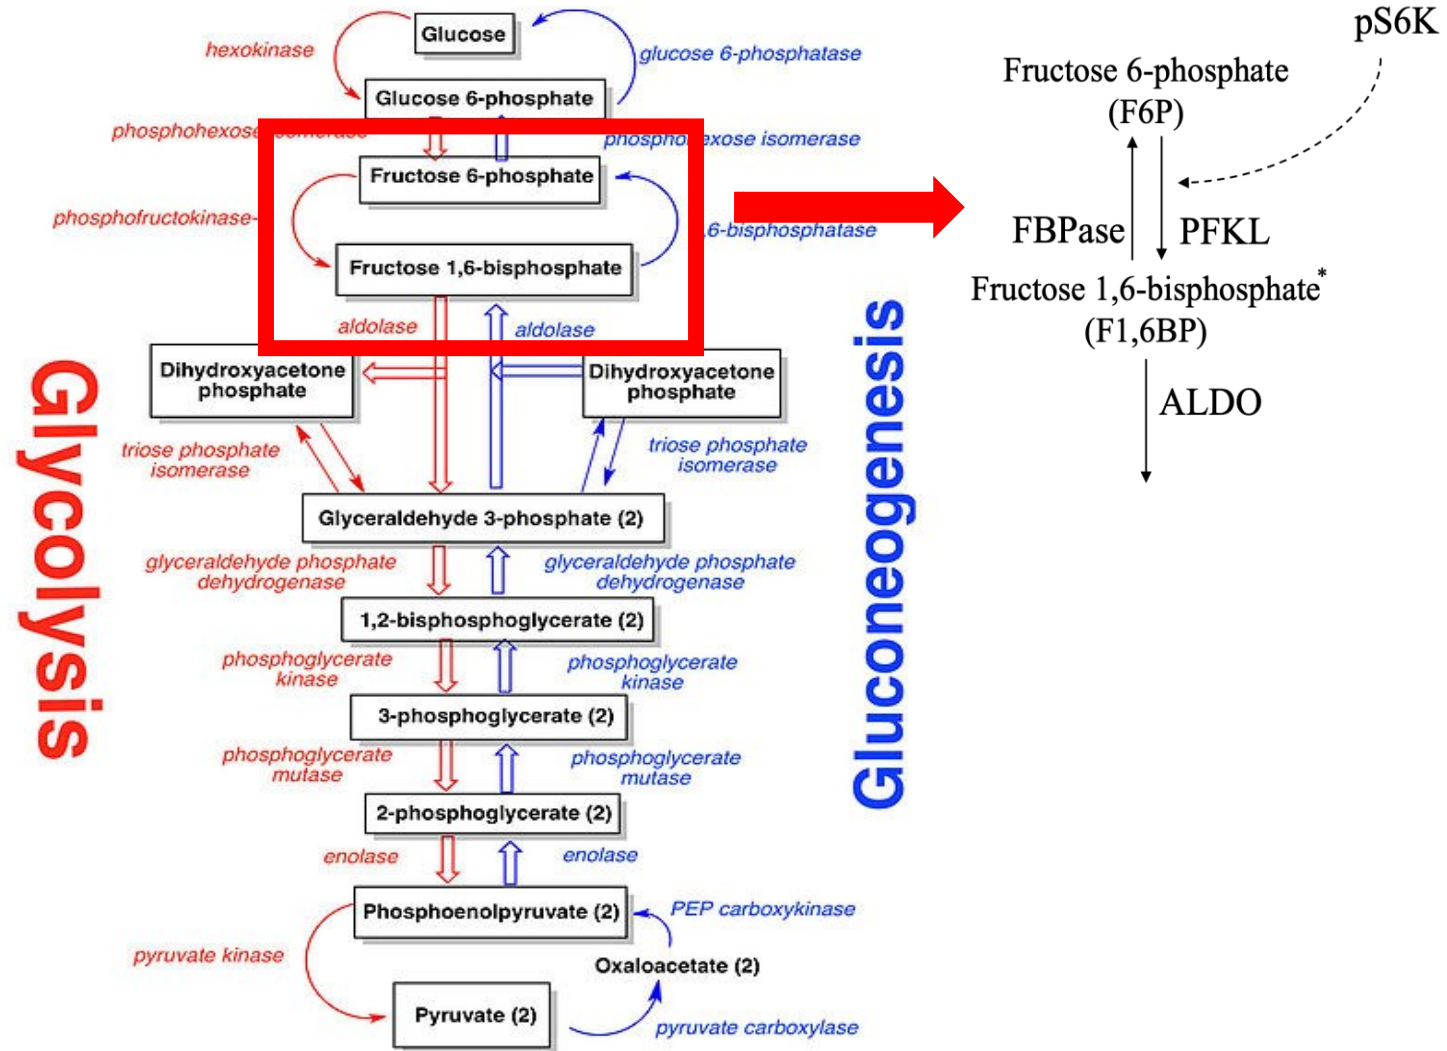 Glucose
hexokinase
glucose 6-phosphatase
Glucose 6-phosphate
phosphohexose isomerase
phosphohexose isomerase
Fructose 6-phosphate
phosphofructokinase-
,6-bisphosphatase
Fructose 1,6-bisphosphate
aldolase
aldolase
Dihydroxyacetone
phosphate
Dihydroxyacetone
phosphate
triose phosphate
isomerase
triose phosphate
isomerase
Glyceraldehyde 3-phosphate (2)
glyceraldehyde phosphate
dehydrogenase
glyceraldehyde phosphate
dehydrogenase
1,2-bisphosphoglycerate (2)
phosphoglycerate
kinase
phosphoglycerate
kinase
3-phosphoglycerate (2)
phosphoglycerate
mutase
phosphoglycerate
mutase
2-phosphoglycerate (2)
enolase
enolase
Phosphoenolpyruvate (2)
PEP carboxykinase
pyruvate kinase
Oxaloacetate (2)
Pyruvate (2)
pyruvate carboxylase
Glycolysis
Gluconeogenesis
pS6K
Fructose 6-phosphate
(F6P)
FBPase
PFKL
Fructose 1,6-bisphosphate*
(F1,6BP)
ALDO